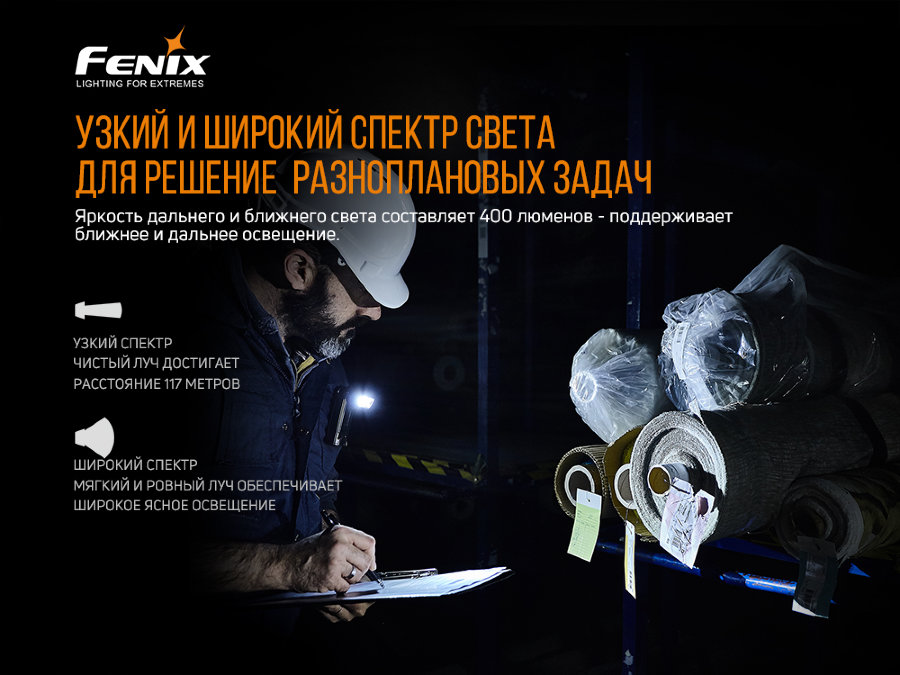 FENIX
LIGHTING FOR EXTREMES
УЗКИЙ И ШИРОКИЙ СПЕКТР СВЕТА
ДЛЯ РЕШЕНИЕ РАЗНОПЛАНОВЫХ ЗАДАЧ
Яркость дальнего и ближнего света составляет 400 люменов - поддерживает
ближнее и дальнее освещение.
УЗКИЙ СПЕКТР
ЧИСТЫЙ ЛУЧ ДОСТИГАЕТ
РАССТОЯНИЕ 117 МЕТРОВ
ШИРОКИЙ СПЕКТР
МЯГКИЙ И РОВНЫЙ ЛУЧ ОБЕСПЕЧИВАЕТ
ШИРОКОЕ ЯСНОЕ ОСВЕЩЕНИЕ